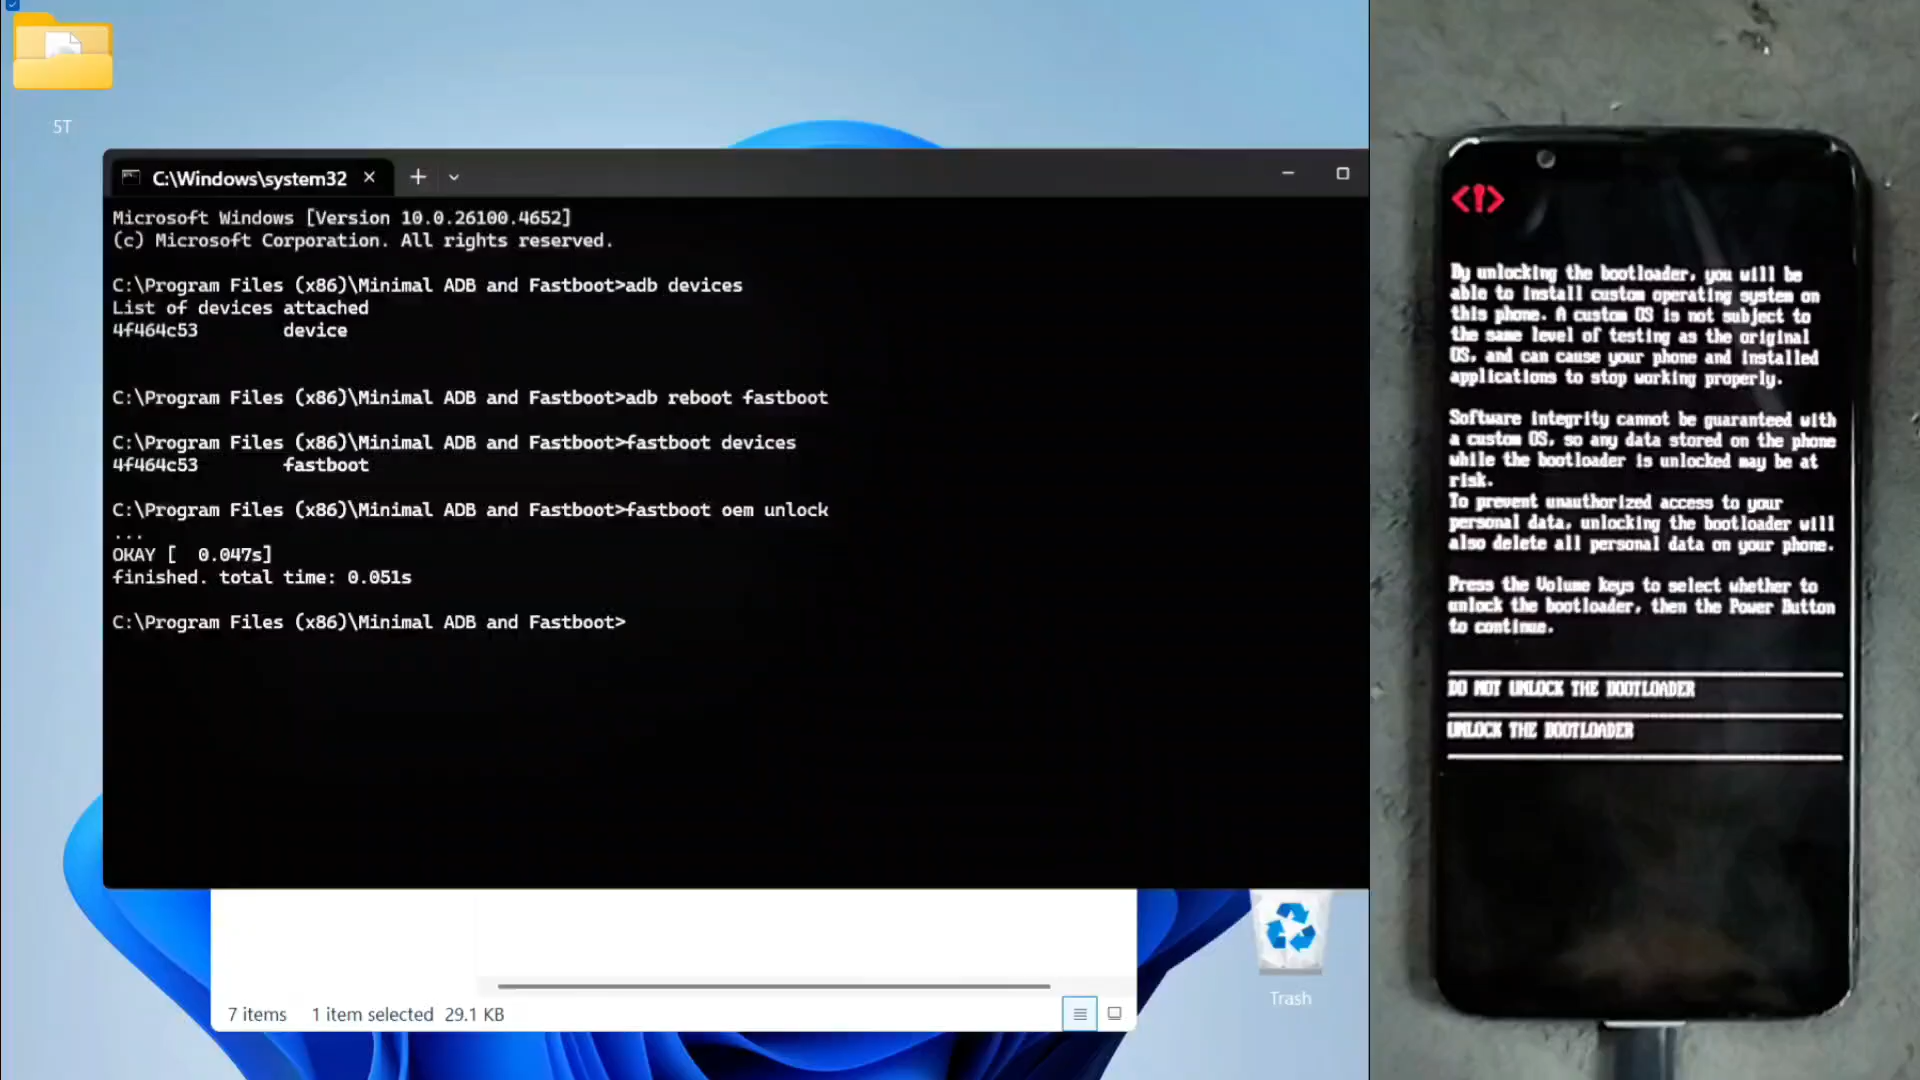 5T
C:\Windows\system32
Microsoft Windows [Version 10.0.26100.4652]
(c) Microsoft Corporation. All rights reserved.
C:\Program Files (x86)\Minimal ADB and Fastboot>adb devices
List of devices attached
4f464c53 device
C:\Program Files (x86)\Minimal ADB and Fastboot>adb reboot fastboot
C:\Program Files (x86)\Minimal ADB and Fastboot>fastboot devices
4f464c53 fastboot
C:\Program Files (x86)\Minimal ADB and Fastboot>fastboot oem unlock
...
OKAY [ 0.047s]
finished. total time: 0.051s
C:\Program Files (x86)\Minimal ADB and Fastboot>
7 items 1 item selected 29.1 KB
Trash
<!>
By unlocking the bootloader, you will be
able to install custom operating system on
this phone. A custom OS is not subject to
the same level of testing as the original
OS, and can cause your phone and installed
applications to stop working properly.
Software integrity cannot be guaranteed with
a custom OS, so any data stored on the phone
while the bootloader is unlocked may be at
risk.
To prevent unauthorized access to your
personal data, unlocking the bootloader will
also delete all personal data on your phone.
Press the Volume keys to select whether to
unlock the bootloader, then the Power Button
to continue.
DO NOT UNLOCK THE BOOTLOADER
UNLOCK THE BOOTLOADER